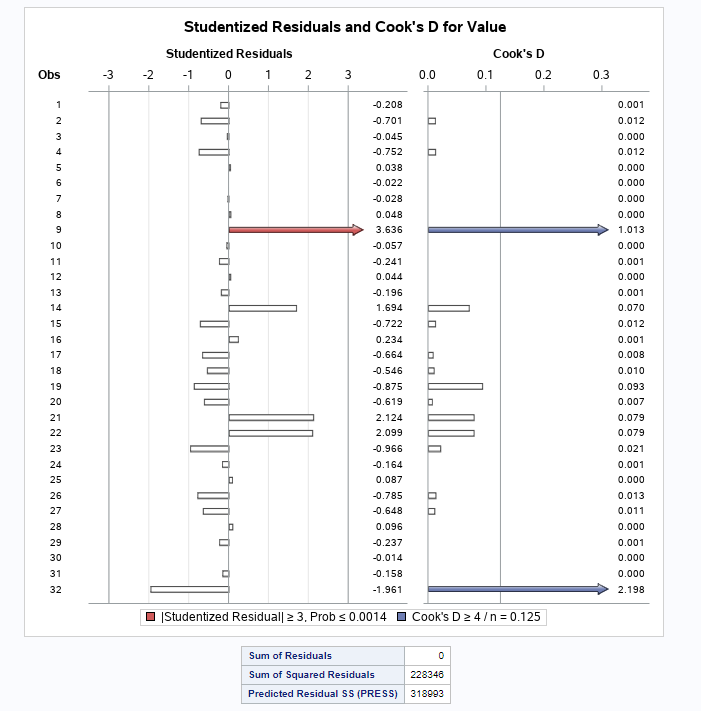 Studentized Residuals and Cook's D for Value
Studentized Residuals Cook's D
Obs -3 -2 -1 0 1 2 3 0.0 0.1 0.2 0.3
1 -0.208 0.001
2 -0.701 0.012
3 -0.045 0.000
4 -0.752 0.012
5 0.038 0.000
6 -0.022 0.000
7 -0.028 0.000
8 0.048 0.000
9 3.636 1.013
10 -0.057 0.000
11 -0.241 0.001
12 0.044 0.000
13 -0.196 0.001
14 1.694 0.070
15 -0.722 0.012
16 0.234 0.001
17 -0.664 0.008
18 -0.546 0.010
19 -0.875 0.093
20 -0.619 0.007
21 2.124 0.079
22 2.099 0.079
23 -0.966 0.021
24 -0.164 0.001
25 0.087 0.000
26 -0.785 0.013
27 -0.648 0.011
28 0.096 0.000
29 -0.237 0.001
30 -0.014 0.000
31 -0.158 0.000
32 -1.961 2.198
|Studentized Residual| ≥ 3, Prob ≤ 0.0014 Cook's D ≥ 4 / n = 0.125
Sum of Residuals 0
Sum of Squared Residuals 228346
Predicted Residual SS (PRESS) 318993